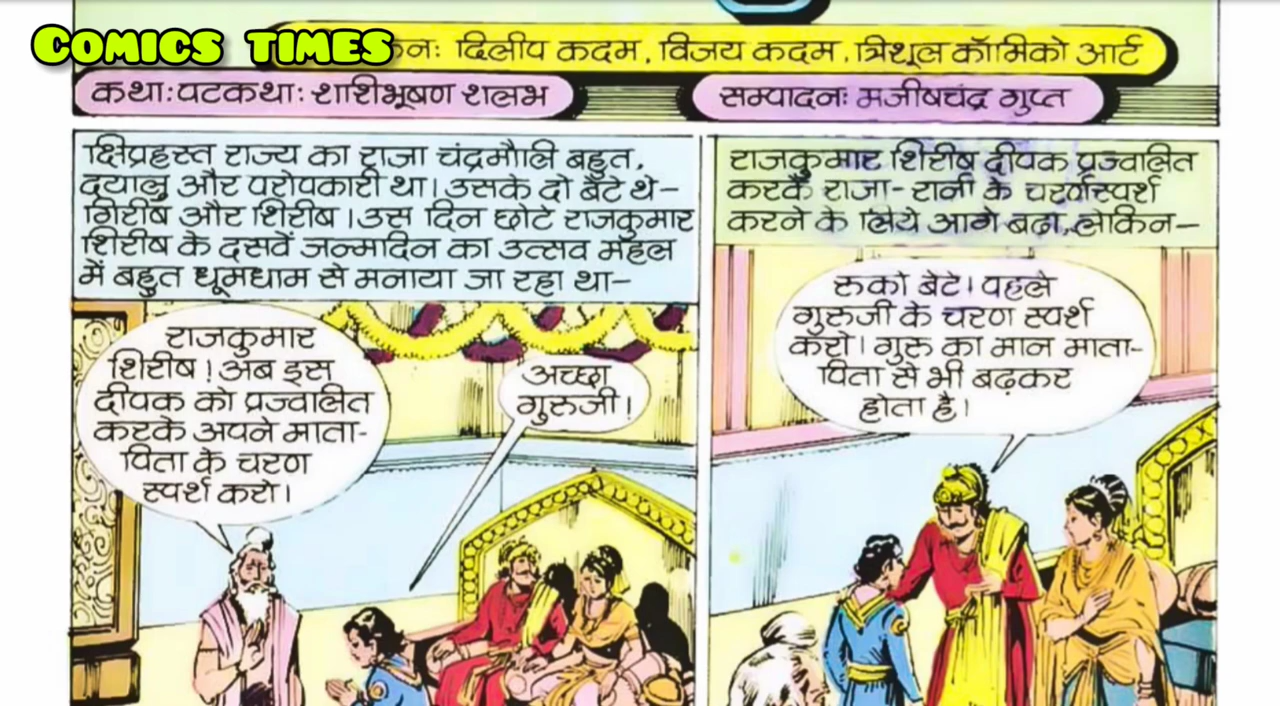 COMICS TIMES
कनः दिलीप कदम, विजय कदम, त्रिशूल कॉमिको आर्ट
कथा:पटकथा: शाशिभूषण शलभ
सम्पादनः मनीषचंद्र गुप्त
क्षिप्रहस्त राज्य का राजा चंद्रमौलि बहुत,
दयालु और परोपकारी था। उसके दो बेटे थे-
गिरीष और शिरीष। उस दिन छोटे राजकुमार
शिरीष के दसवें जन्मदिन का उत्सव महल
में बहुत धूमधाम से मनाया जा रहा था-
राजकुमार
शिरीष! अब इस
दीपक को प्रज्वलित
करके अपने माता-
पिता के चरण
स्पर्श करो।
अच्छा
गुरुजी!
राजकुमार शिरीष दीपक प्रज्वलित
करके राजा- रानी के चरणस्पर्श
करने के लिये आगे बढ़ा, लेकिन-
रुको बेटे। पहले
गुरुजी के चरण स्पर्श
करो। गुरु का मान माता-
पिता से भी बढ़कर
होता है।